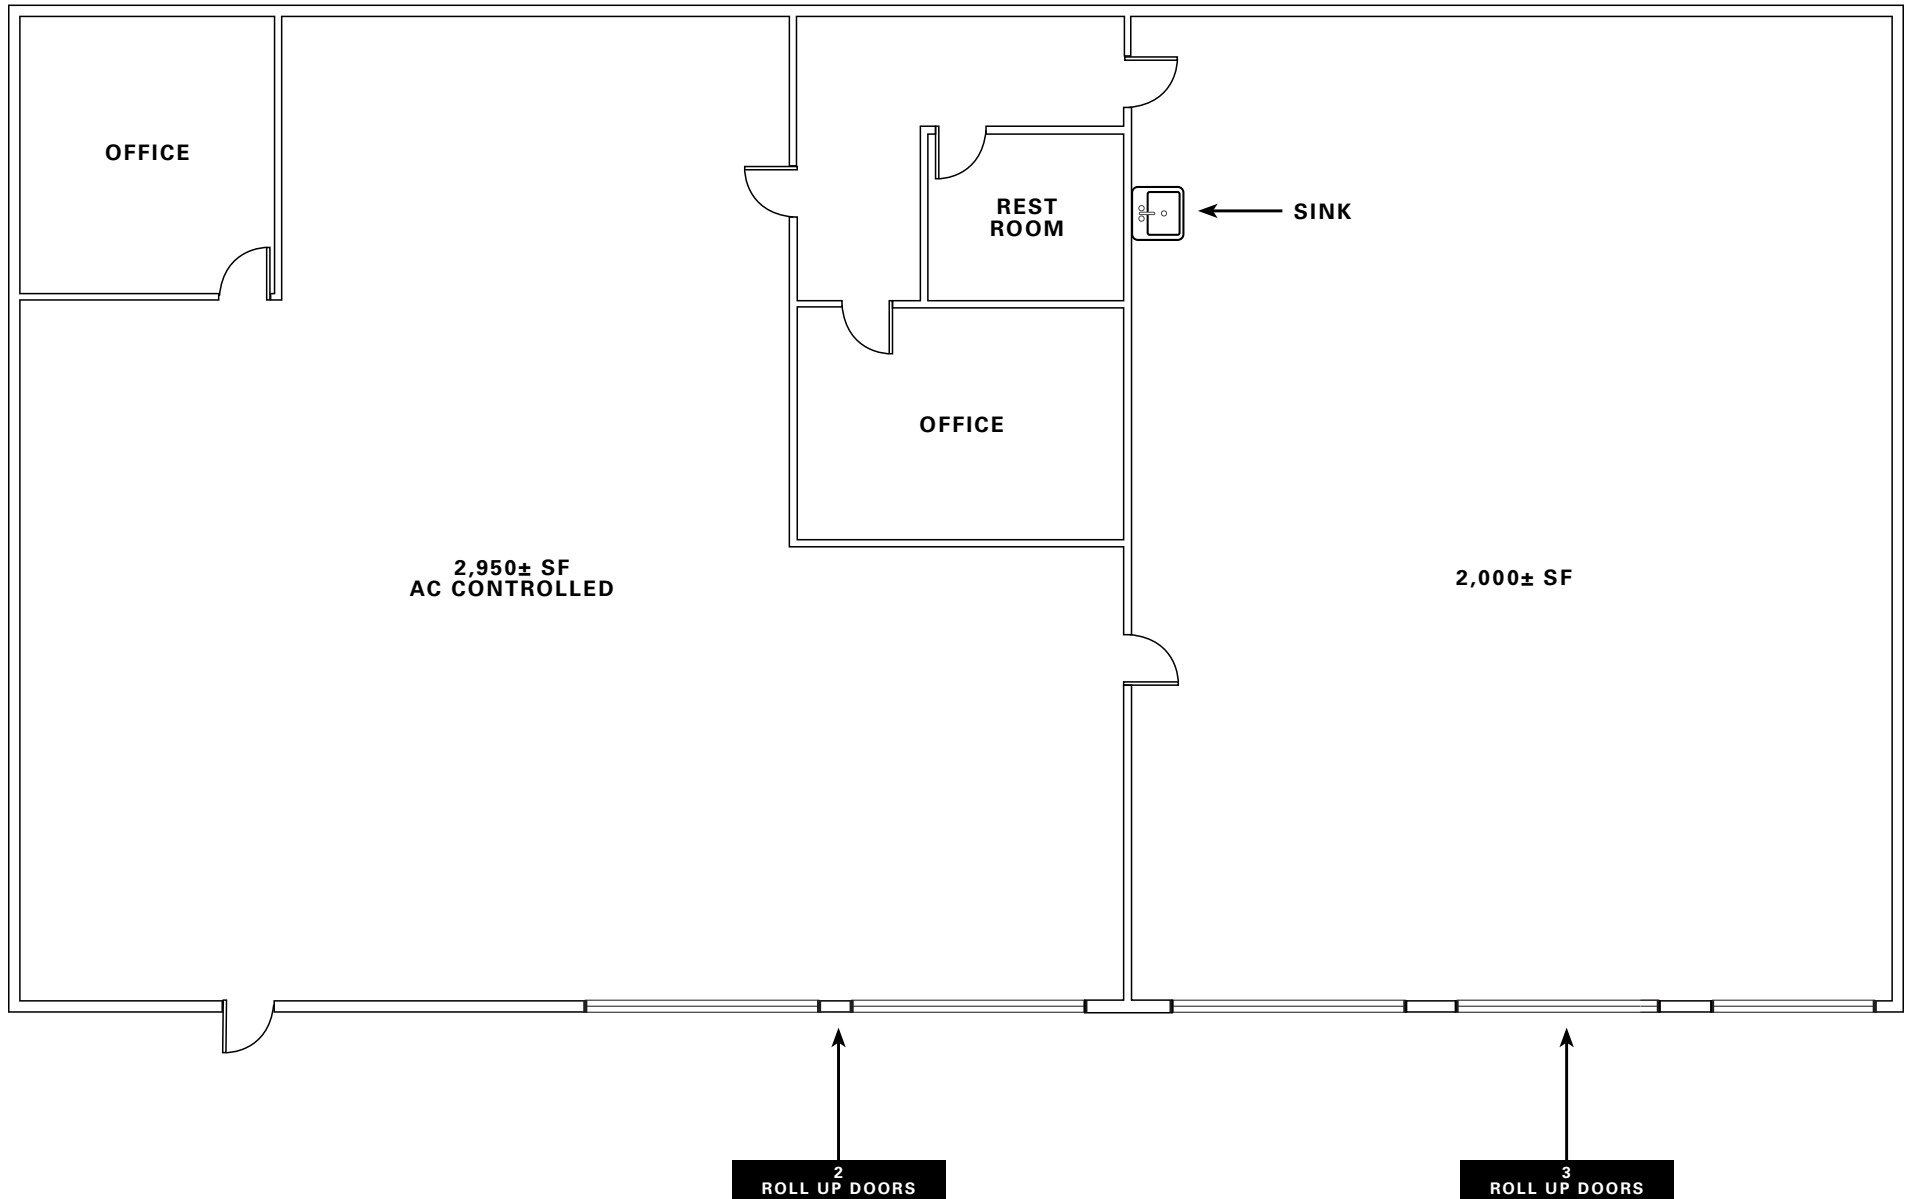 OFFICE
REST
ROOM
SINK
OFFICE
2,950± SF
AC CONTROLLED
2,000± SF
2
ROLL UP DOORS
3
ROLL UP DOORS